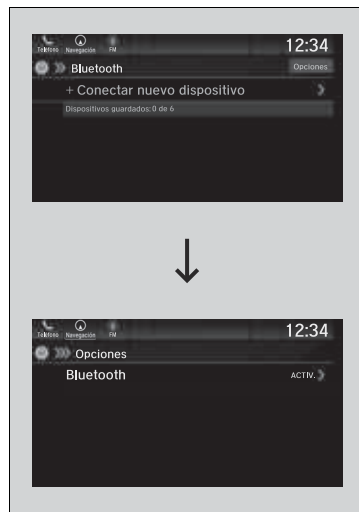 Teléfono Navegación FM 12:34
Bluetooth Opciones
+ Conectar nuevo dispositivo
Dispositivos guardados: 0 de 6
Teléfono Navegación FM 12:34
Opciones
Bluetooth ACTIV.